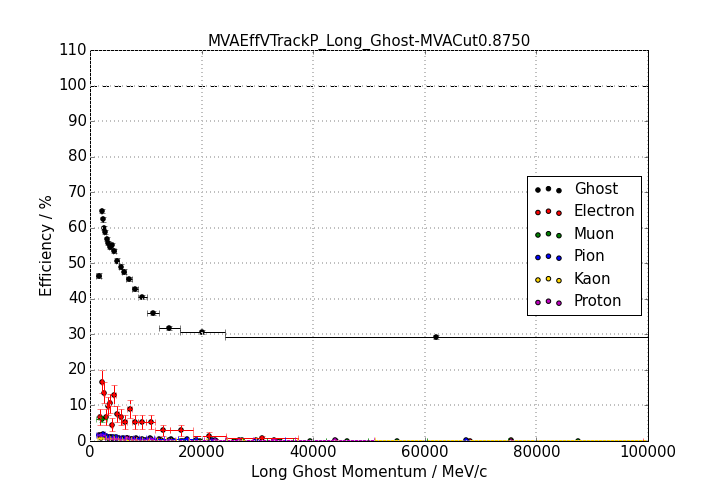 MVAEffVTrackP_Long_Ghost-MVACut0.8750
110
100
90
80
70
60
50
40
30
20
10
0
Efficiency / %
Ghost
Electron
Muon
Pion
Kaon
Proton
0 20000 40000 60000 80000 100000
Long Ghost Momentum / MeV/c